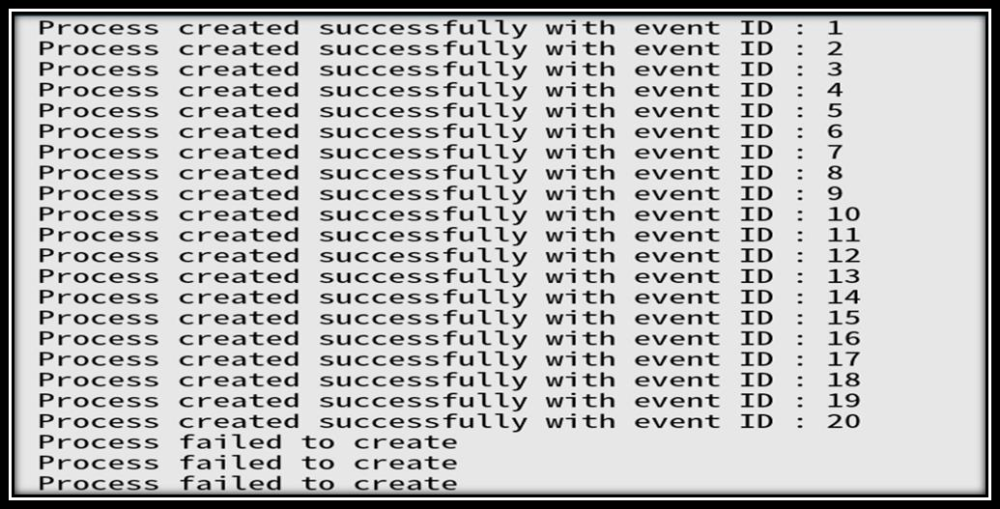 Process created successfully with event ID : 1
Process created successfully with event ID : 2
Process created successfully with event ID : 3
Process created successfully with event ID : 4
Process created successfully with event ID : 5
Process created successfully with event ID : 6
Process created successfully with event ID : 7
Process created successfully with event ID : 8
Process created successfully with event ID : 9
Process created successfully with event ID : 10
Process created successfully with event ID : 11
Process created successfully with event ID : 12
Process created successfully with event ID : 13
Process created successfully with event ID : 14
Process created successfully with event ID : 15
Process created successfully with event ID : 16
Process created successfully with event ID : 17
Process created successfully with event ID : 18
Process created successfully with event ID : 19
Process created successfully with event ID : 20
Process failed to create
Process failed to create
Process failed to create